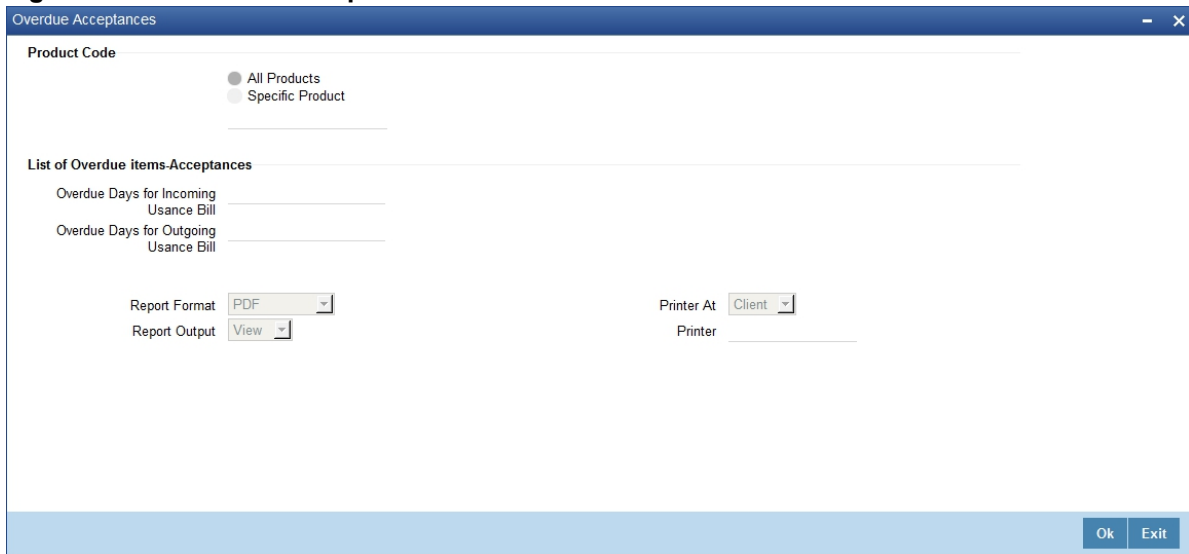 Overdue Acceptances
Product Code
All Products
Specific Product
List of Overdue items-Acceptances
Overdue Days for Incoming
Usance Bill
Overdue Days for Outgoing
Usance Bill
Report Format PDF Printer At Client
Report Output View Printer
Ok Exit